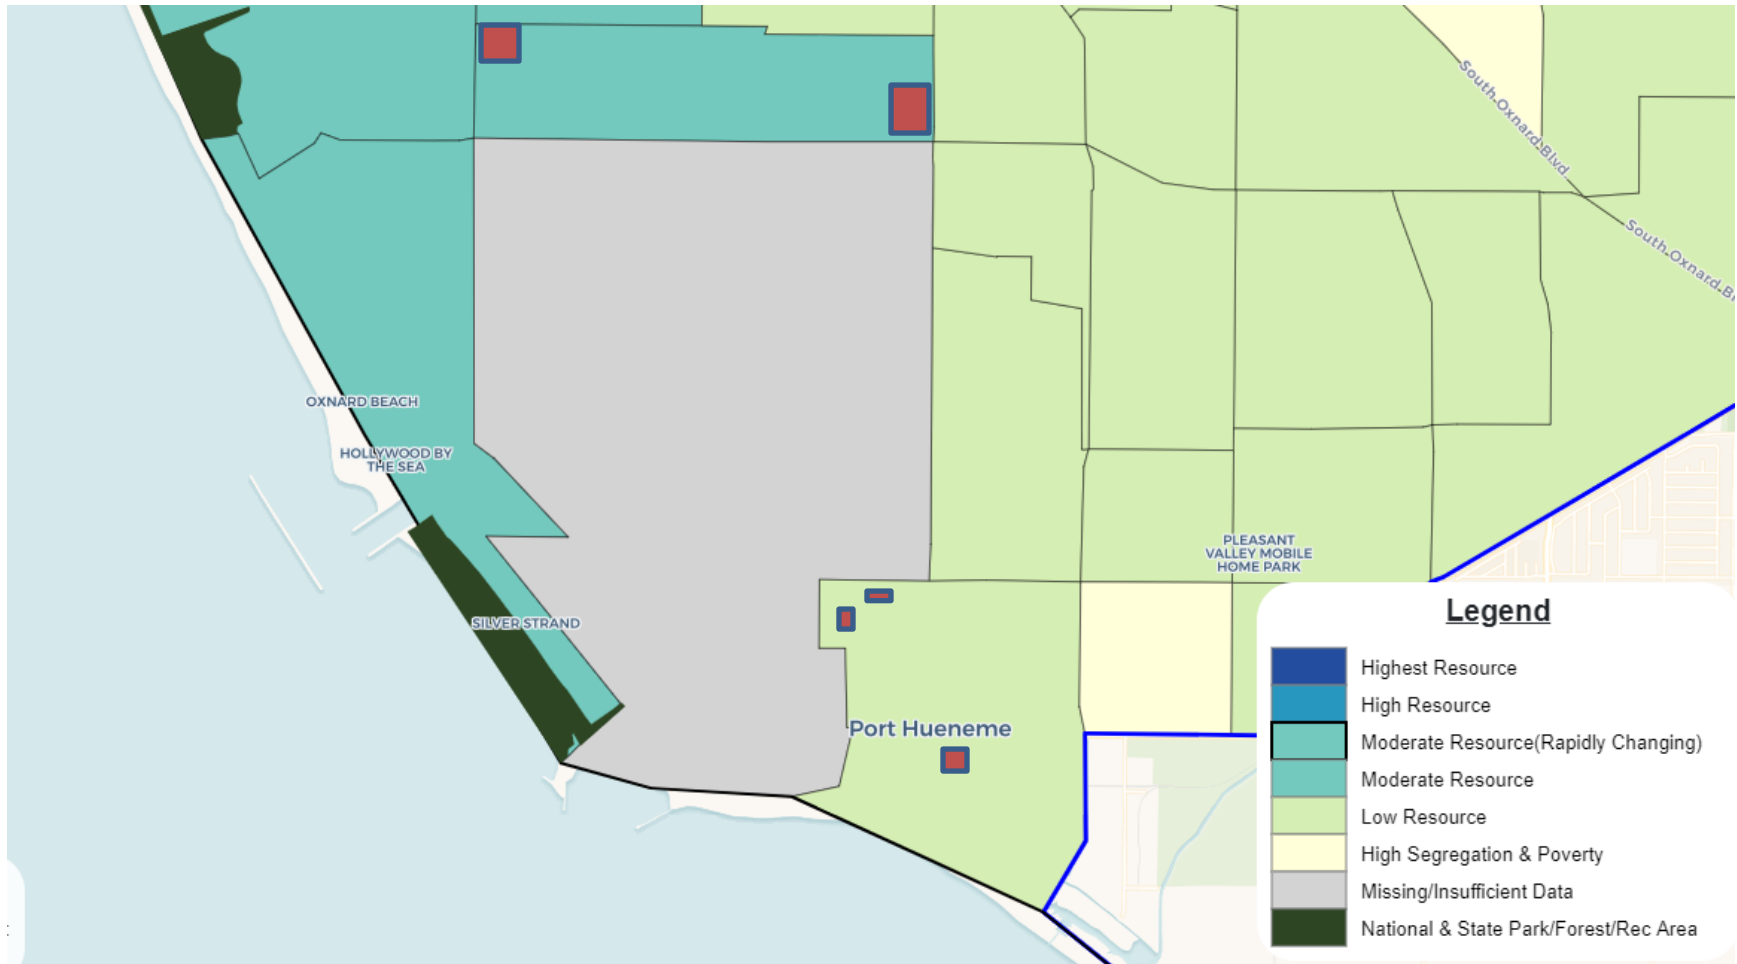 South Oxnard Blvd
South Oxnard Bl
OXNARD BEACH
HOLLYWOOD BY
THE SEA
PLEASANT
VALLEY MOBILE
HOME PARK
SILVER STRAND
Port Hueneme
Legend
Highest Resource
High Resource
Moderate Resource(Rapidly Changing)
Moderate Resource
Low Resource
High Segregation & Poverty
Missing/Insufficient Data
National & State Park/Forest/Rec Area